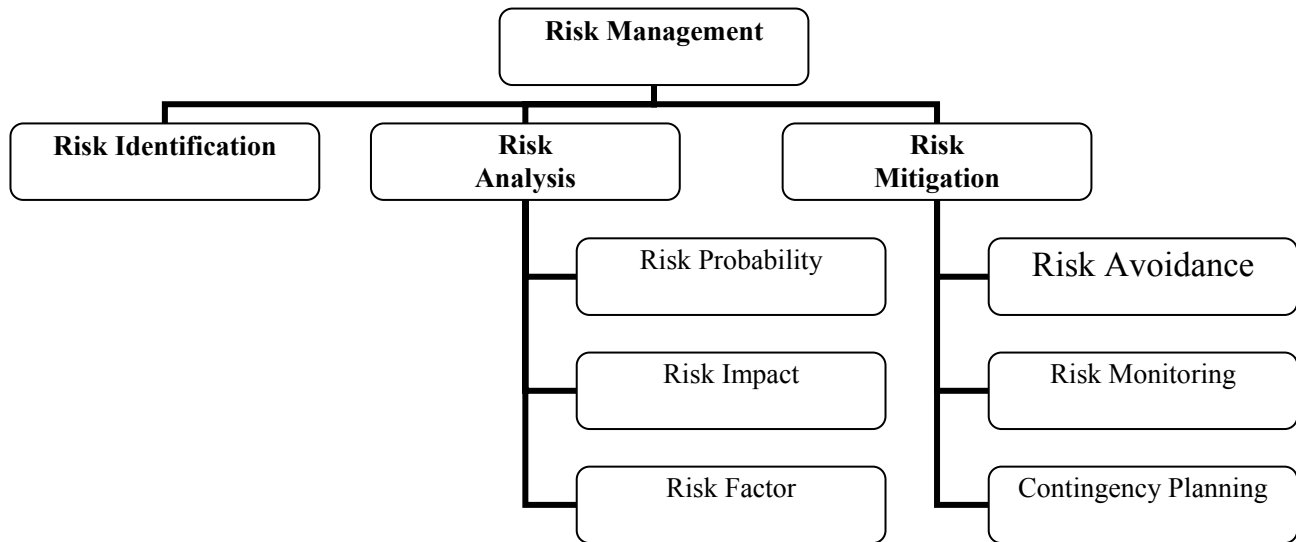 Risk Management
Risk Identification
Risk
Analysis
Risk
Mitigation
Risk Probability
Risk Avoidance
Risk Impact
Risk Monitoring
Risk Factor
Contingency Planning